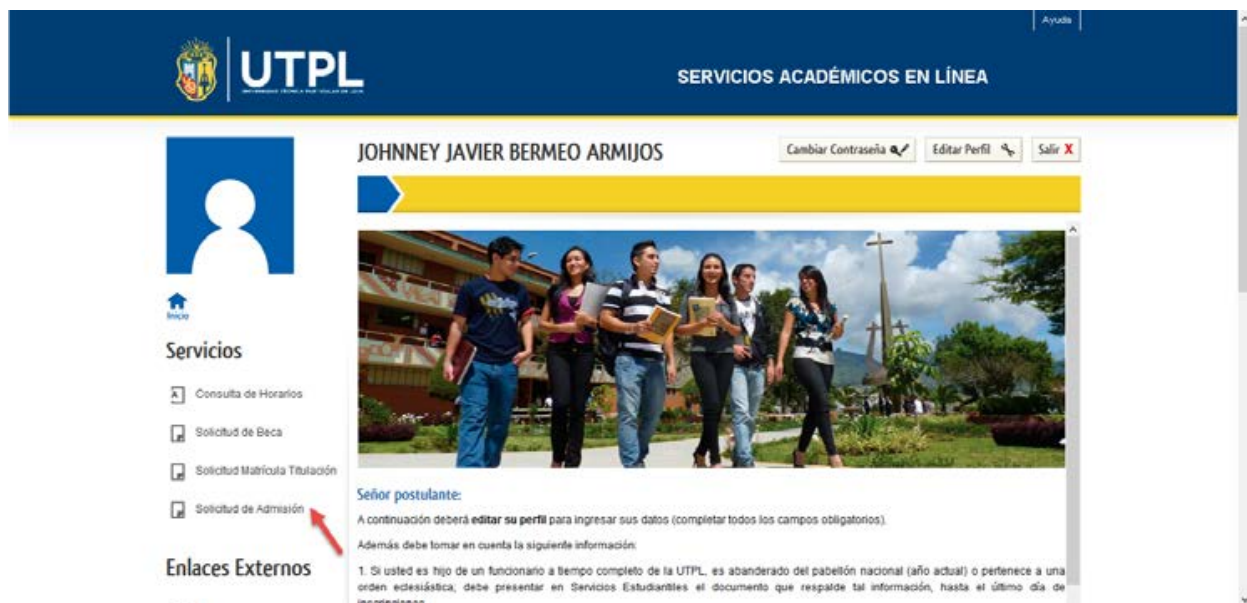 Ayuda
UTPL
SERVICIOS ACADÉMICOS EN LÍNEA
JOHNNEY JAVIER BERMEO ARMIJOS
Cambiar Contraseña
Editar Perfil
Salir X
Inicio
Servicios
Consulta de Horarios
Solicitud de Beca
Solicitud Matrícula Titulación
Solicitud de Admisión
Enlaces Externos
Señor postulante:
A continuación deberá editar su perfil para ingresar sus datos (completar todos los campos obligatorios).
Además debe tomar en cuenta la siguiente información:
1. Si usted es hijo de un funcionario a tiempo completo de la UTPL, es abanderado del pabellón nacional (año actual) o pertenece a una
orden eclesiástica; debe presentar en Servicios Estudiantiles el documento que respalde tal información, hasta el último día de